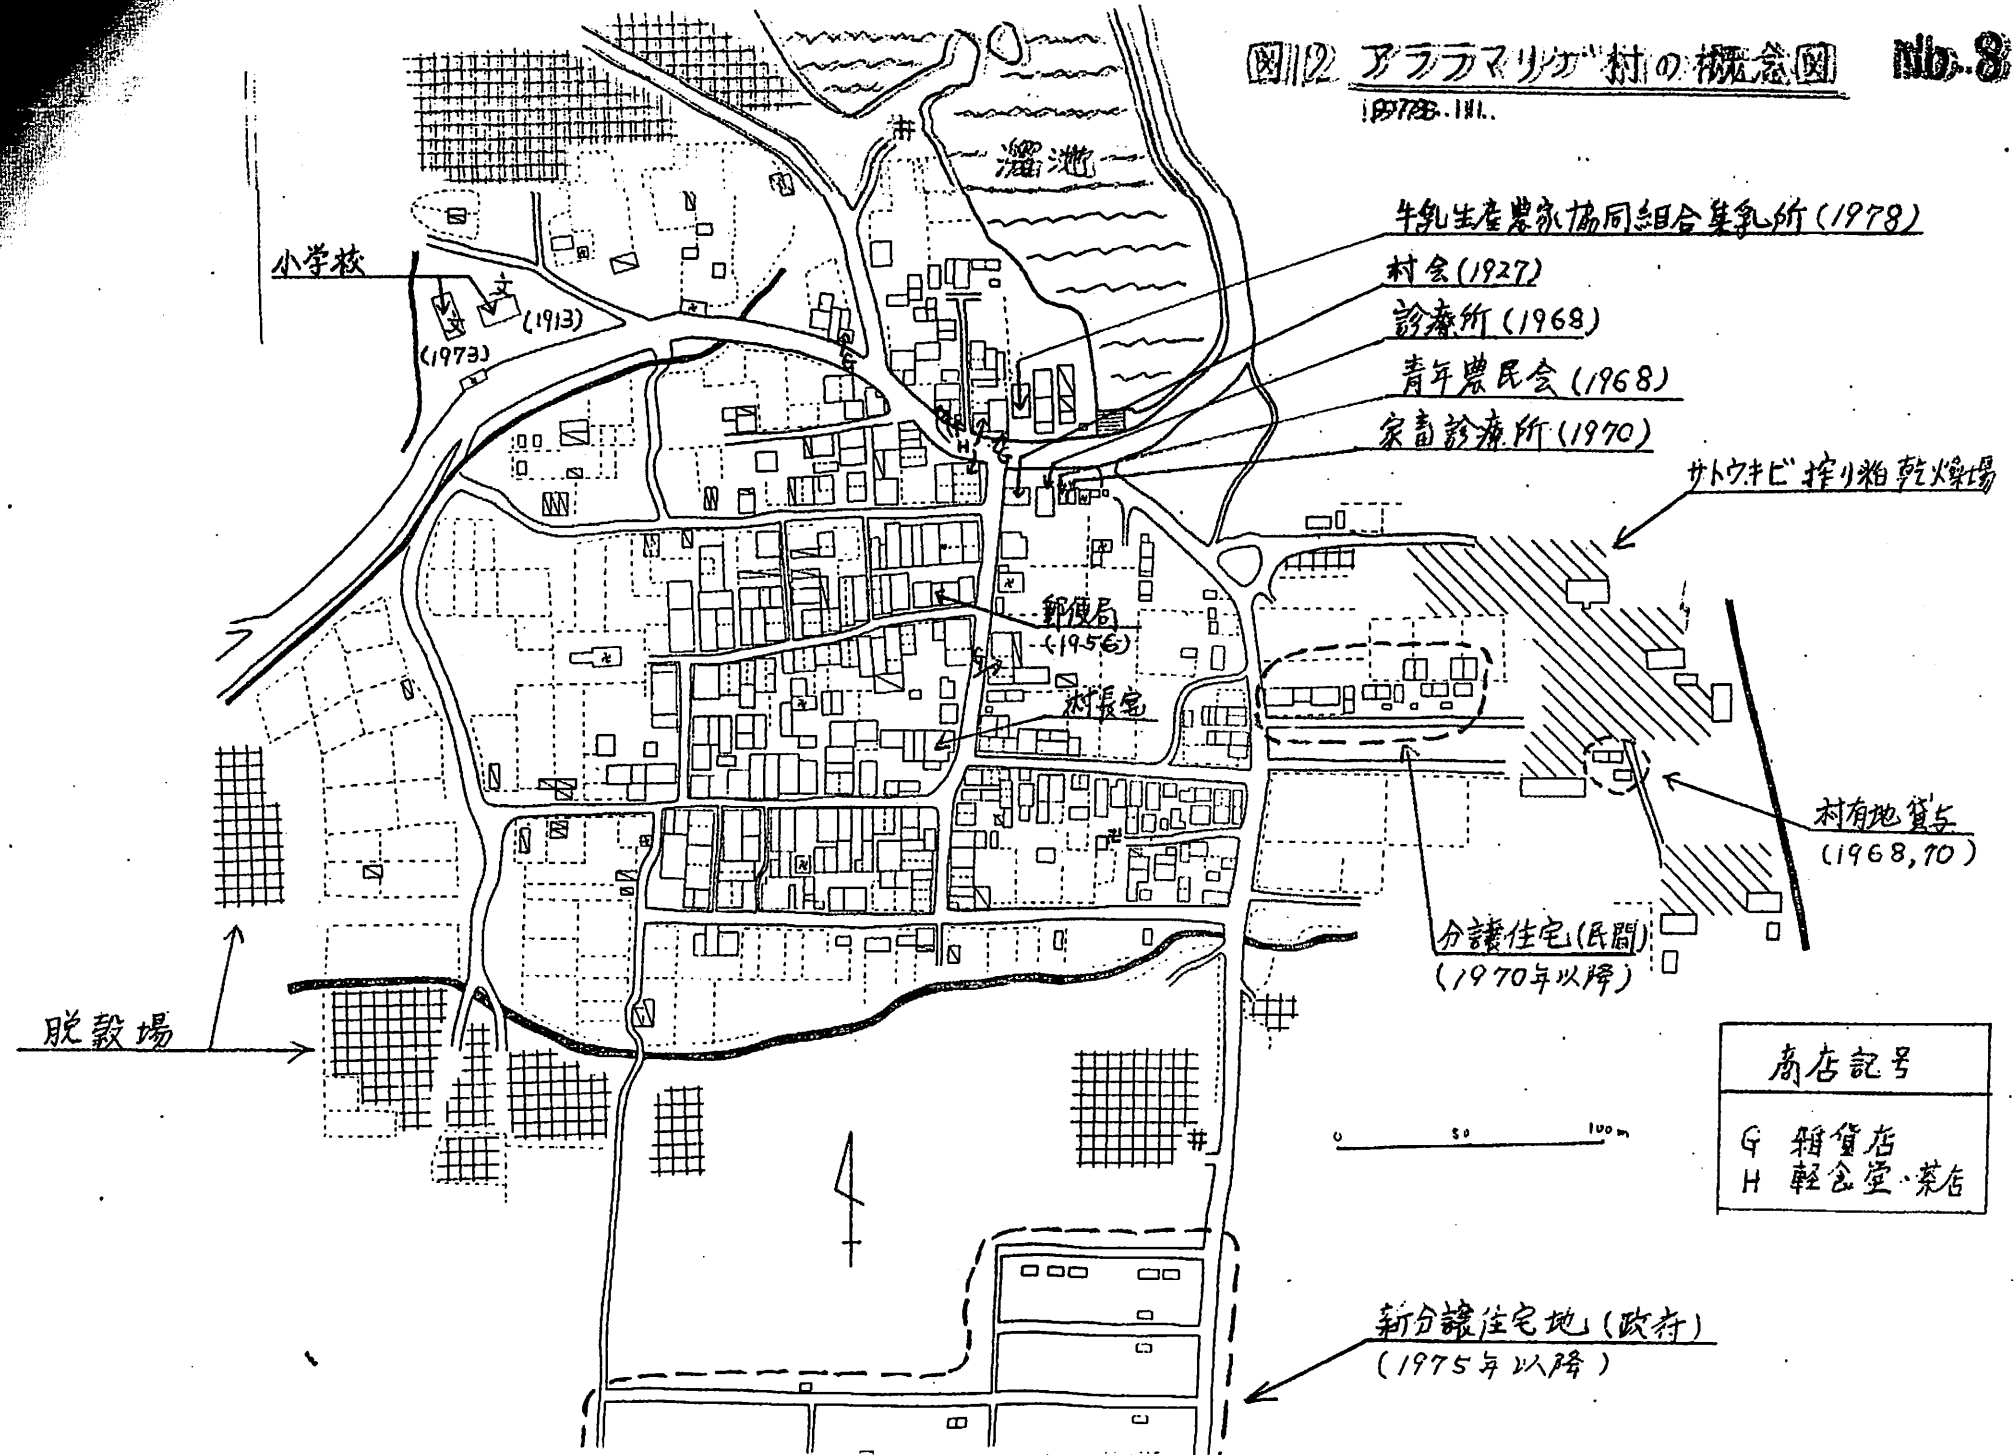 図12 アララマリガ村の概念図 No.3
溜池
牛乳生産農家協同組合集乳所(1978)
村会(1927)
診療所(1968)
青年農民会(1968)
家畜診療所(1970)
小学校
文
(1913)
文
(1973)
サトウキビ搾り粕乾燥場
G
G
H
G
郵便局
(1956)
G
村長宅
村有地貸与
(1968,70)
分譲住宅(民間)
(1970年以降)
脱穀場
商店記号
G 雑貨店
H 軽食堂・茶店
0 50 100m
新分譲住宅地(政府)
(1975年以降)